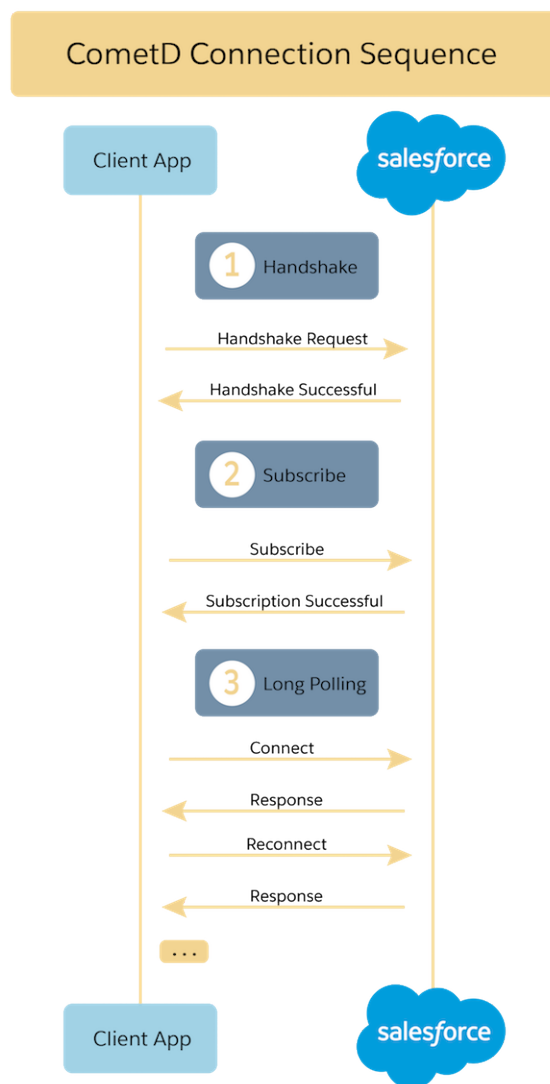 CometD Connection Sequence
Client App
salesforce
1 Handshake
Handshake Request
Handshake Successful
2 Subscribe
Subscribe
Subscription Successful
3 Long Polling
Connect
Response
Reconnect
Response
...
Client App
salesforce